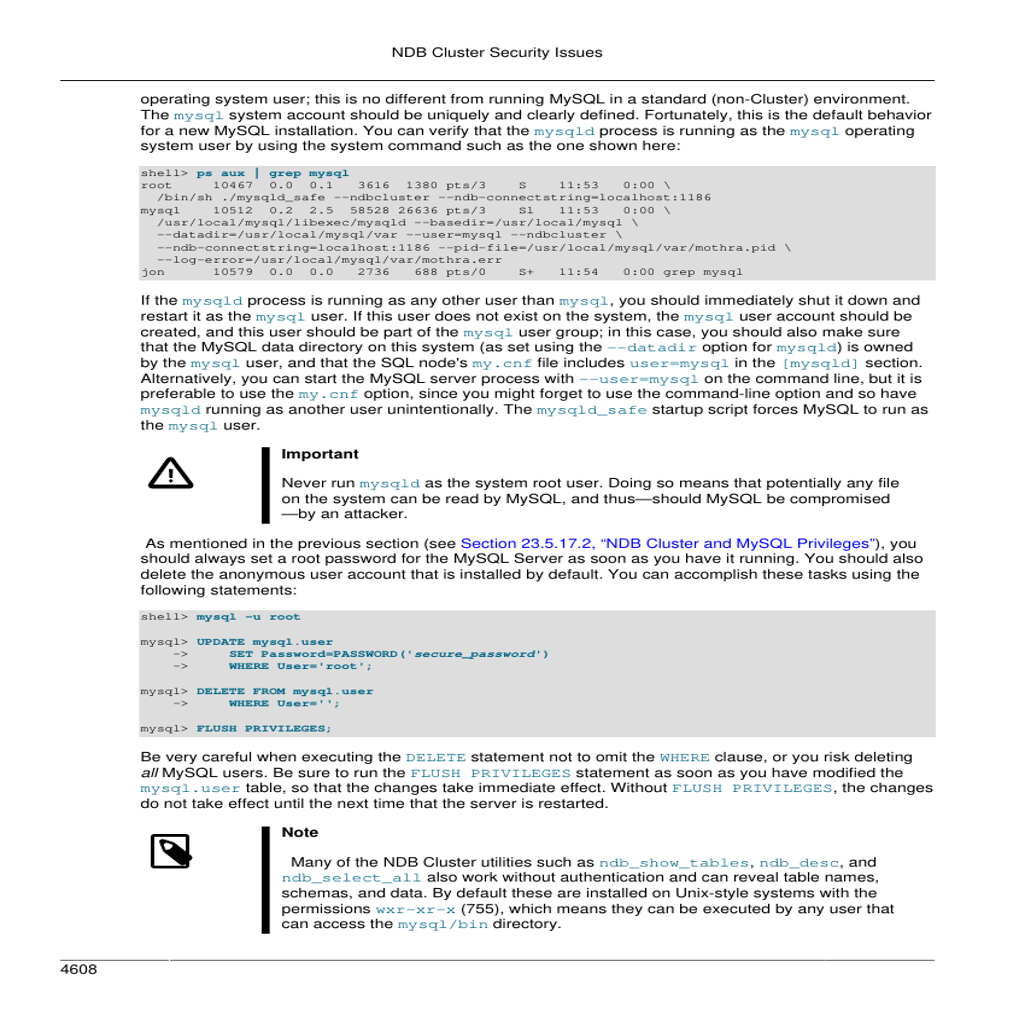 NDB Cluster Security Issues
operating system user; this is no different from running MySQL in a standard (non-Cluster) environment.
The mysql system account should be uniquely and clearly defined. Fortunately, this is the default behavior
for a new MySQL installation. You can verify that the mysqld process is running as the mysql operating
system user by using the system command such as the one shown here:
shell> ps aux | grep mysql
root     10467  0.0  0.1   3616  1380 pts/3    S    11:53   0:00 \
  /bin/sh ./mysqld_safe --ndbcluster --ndb-connectstring=localhost:1186
mysql    10512  0.2  2.5  58528 26636 pts/3    Sl   11:53   0:00 \
  /usr/local/mysql/libexec/mysqld --basedir=/usr/local/mysql \
  --datadir=/usr/local/mysql/var --user=mysql --ndbcluster \
  --ndb-connectstring=localhost:1186 --pid-file=/usr/local/mysql/var/mothra.pid \
  --log-error=/usr/local/mysql/var/mothra.err
jon      10579  0.0  0.0   2736   688 pts/0    S+   11:54   0:00 grep mysql
If the mysqld process is running as any other user than mysql, you should immediately shut it down and
restart it as the mysql user. If this user does not exist on the system, the mysql user account should be
created, and this user should be part of the mysql user group; in this case, you should also make sure
that the MySQL data directory on this system (as set using the --datadir option for mysqld) is owned
by the mysql user, and that the SQL node's my.cnf file includes user=mysql in the [mysqld] section.
Alternatively, you can start the MySQL server process with --user=mysql on the command line, but it is
preferable to use the my.cnf option, since you might forget to use the command-line option and so have
mysqld running as another user unintentionally. The mysqld_safe startup script forces MySQL to run as
the mysql user.
Important
Never run mysqld as the system root user. Doing so means that potentially any file
on the system can be read by MySQL, and thus—should MySQL be compromised
—by an attacker.
As mentioned in the previous section (see Section 23.5.17.2, “NDB Cluster and MySQL Privileges”), you
should always set a root password for the MySQL Server as soon as you have it running. You should also
delete the anonymous user account that is installed by default. You can accomplish these tasks using the
following statements:
shell> mysql -u root
mysql> UPDATE mysql.user
    ->     SET Password=PASSWORD('secure_password')
    ->     WHERE User='root';
mysql> DELETE FROM mysql.user
    ->     WHERE User='';
mysql> FLUSH PRIVILEGES;
Be very careful when executing the DELETE statement not to omit the WHERE clause, or you risk deleting
all MySQL users. Be sure to run the FLUSH PRIVILEGES statement as soon as you have modified the
mysql.user table, so that the changes take immediate effect. Without FLUSH PRIVILEGES, the changes
do not take effect until the next time that the server is restarted.
Note
Many of the NDB Cluster utilities such as ndb_show_tables, ndb_desc, and
ndb_select_all also work without authentication and can reveal table names,
schemas, and data. By default these are installed on Unix-style systems with the
permissions wxr-xr-x (755), which means they can be executed by any user that
can access the mysql/bin directory.
4608